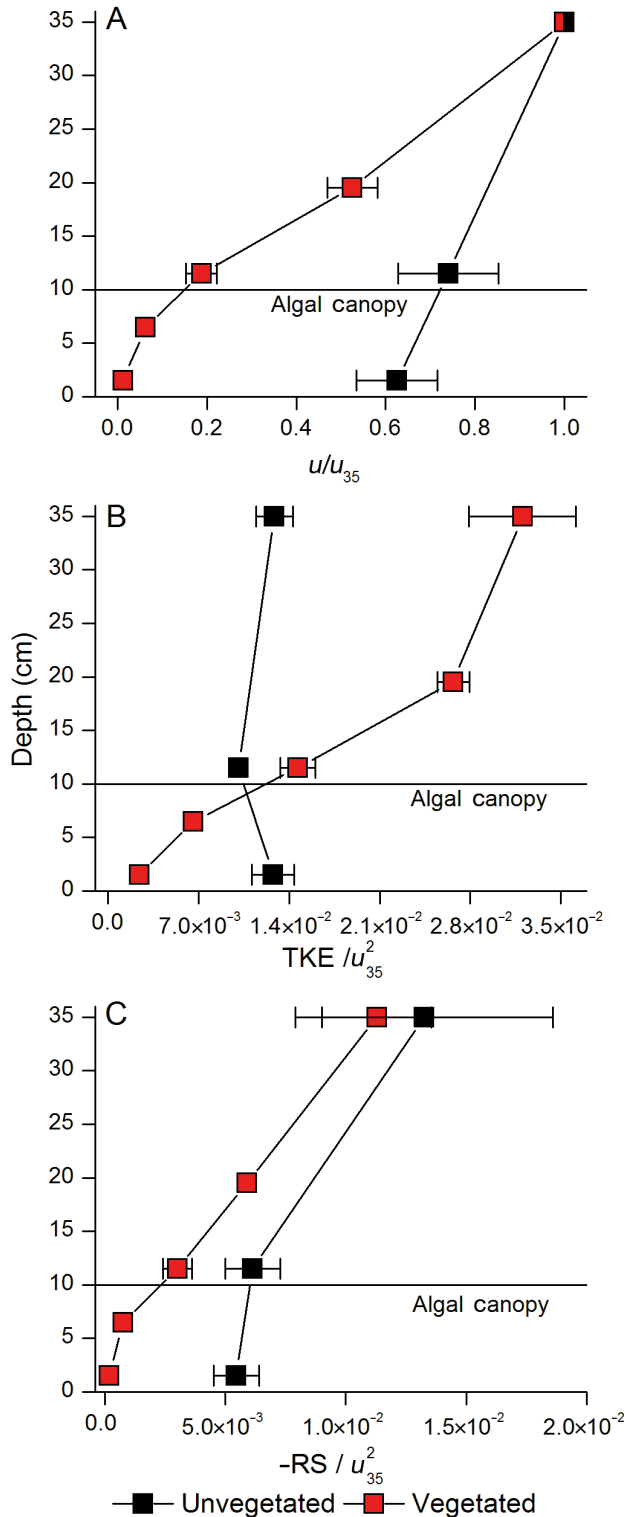 A
35
30
25
20
15
10
5
0
Algal canopy
0.0 0.2 0.4 0.6 0.8 1.0
u/u₃₅
B
35
30
25
20
15
10
5
0
Depth (cm)
Algal canopy
0.0 7.0×10⁻³ 1.4×10⁻² 2.1×10⁻² 2.8×10⁻² 3.5×10⁻²
TKE /u²₃₅
C
35
30
25
20
15
10
5
0
Algal canopy
0.0 5.0×10⁻³ 1.0×10⁻² 1.5×10⁻² 2.0×10⁻²
–RS / u²₃₅
Unvegetated Vegetated